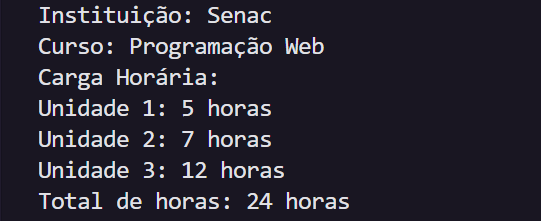 Instituição: Senac
Curso: Programação Web
Carga Horária:
Unidade 1: 5 horas
Unidade 2: 7 horas
Unidade 3: 12 horas
Total de horas: 24 horas